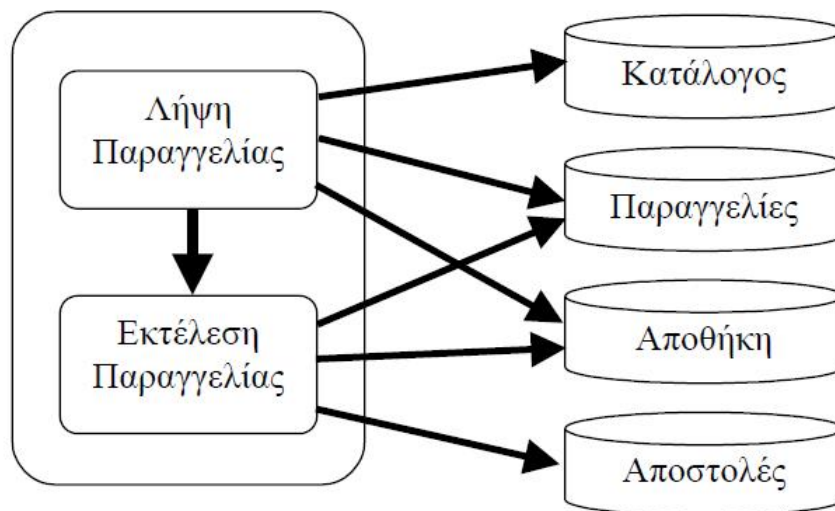 Λήψη
Παραγγελίας
Εκτέλεση
Παραγγελίας
Κατάλογος
Παραγγελίες
Αποθήκη
Αποστολές